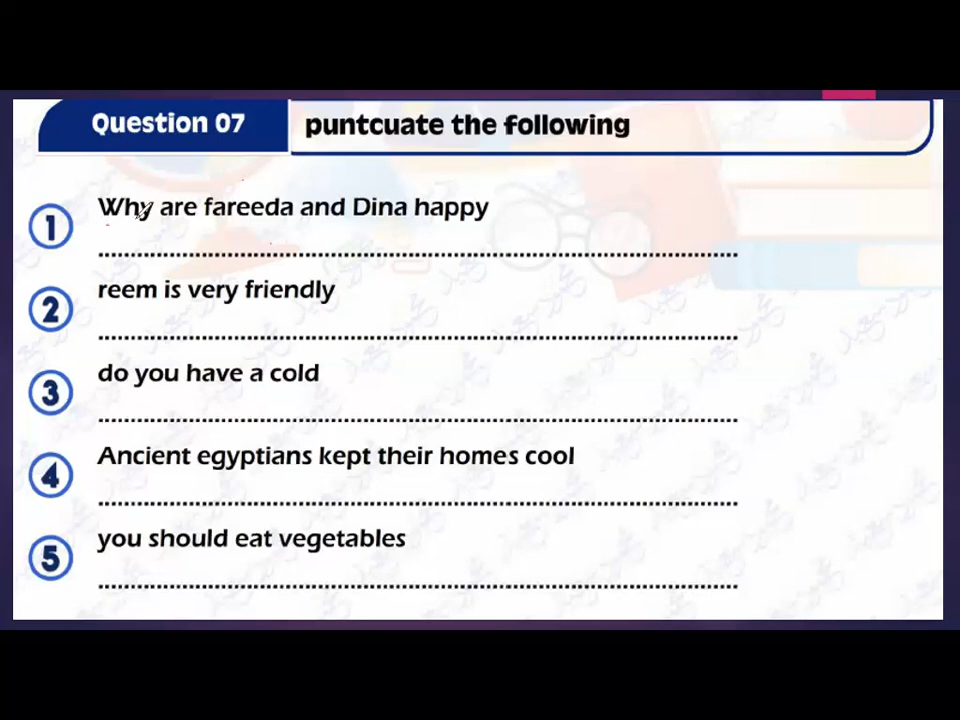 Question 07
puntcuate the following
1
Why are fareeda and Dina happy
........................................................................
2
reem is very friendly
........................................................................
3
do you have a cold
........................................................................
4
Ancient egyptians kept their homes cool
........................................................................
5
you should eat vegetables
........................................................................